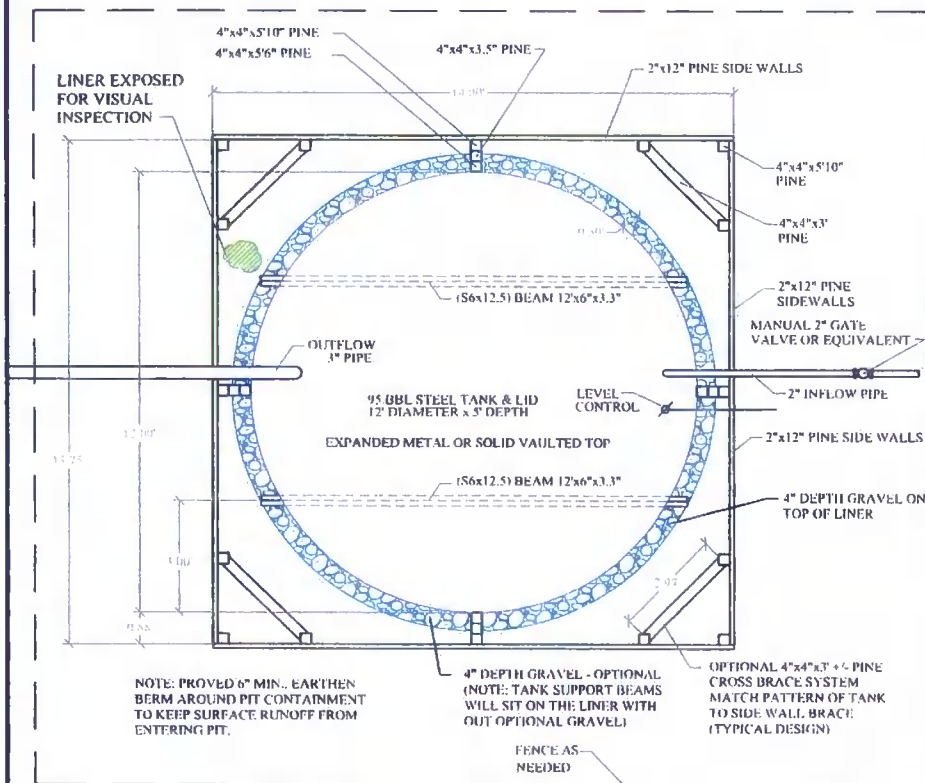 4"x4"x5'10" PINE
4"x4"x5'6" PINE
4"x4"x3.5" PINE
2"x12" PINE SIDE WALLS
LINER EXPOSED
FOR VISUAL
INSPECTION
4"x4"x5'10"
PINE
4"x4"x3'
PINE
(S6x12.5) BEAM 12'x6"x3.3"
2"x12" PINE
SIDEWALLS
MANUAL 2" GATE
VALVE OR EQUIVALENT
OUTFLOW
3" PIPE
2" INFLOW PIPE
95 BBL STEEL TANK & LID
12' DIAMETER x 5' DEPTH
LEVEL
CONTROL
EXPANDED METAL OR SOLID VAULTED TOP
2"x12" PINE SIDE WALLS
12.00'
(S6x12.5) BEAM 12'x6"x3.3"
4" DEPTH GRAVEL ON
TOP OF LINER
NOTE: PROVED 6" MIN., EARTHEN
BERM AROUND PIT CONTAINMENT
TO KEEP SURFACE RUNOFF FROM
ENTERING PIT.
4" DEPTH GRAVEL - OPTIONAL
(NOTE: TANK SUPPORT BEAMS
WILL SIT ON THE LINER WITH
OUT OPTIONAL GRAVEL)
OPTIONAL 4"x4"x3' +/- PINE
CROSS BRACE SYSTEM
MATCH PATTERN OF TANK
TO SIDE WALL BRACE
(TYPICAL DESIGN)
FENCE AS
NEEDED